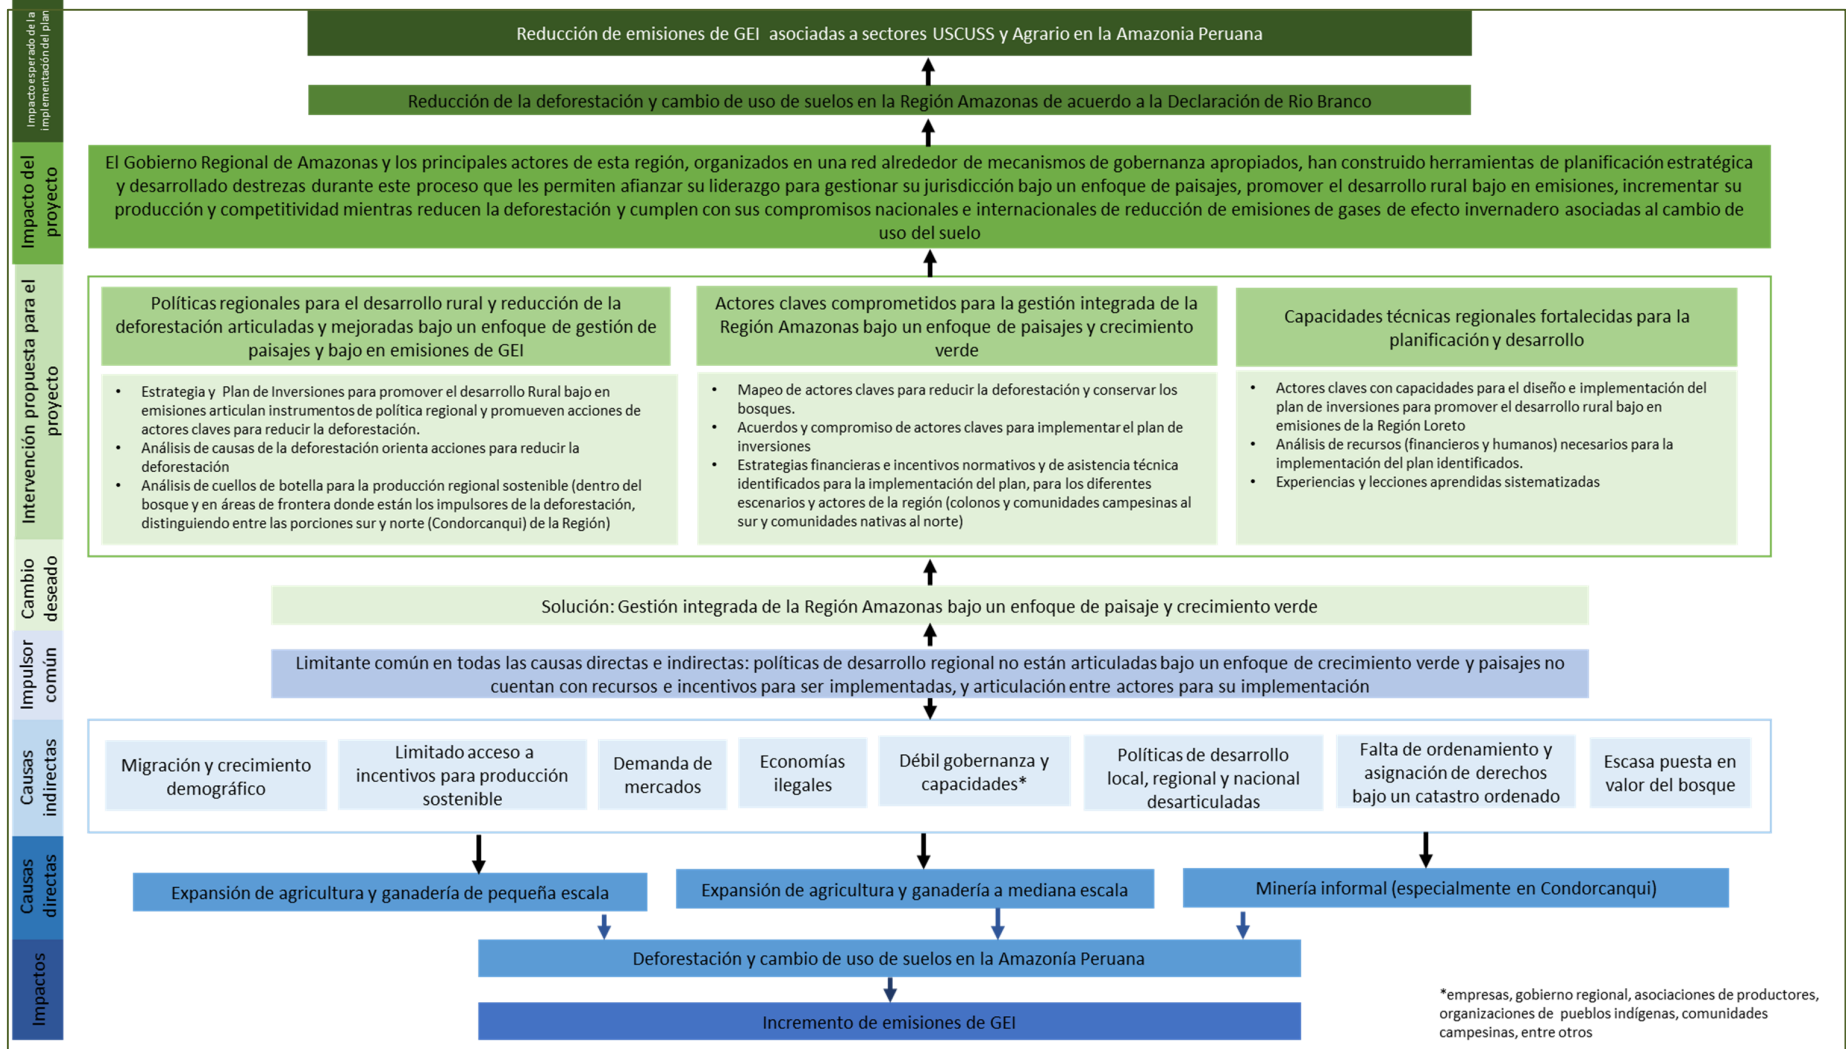 Impacto esperado de la
implementación del plan
Reducción de emisiones de GEI asociadas a sectores USCUSS y Agrario en la Amazonia Peruana
Reducción de la deforestación y cambio de uso de suelos en la Región Amazonas de acuerdo a la Declaración de Rio Branco
Impacto del
proyecto
El Gobierno Regional de Amazonas y los principales actores de esta región, organizados en una red alrededor de mecanismos de gobernanza apropiados, han construido herramientas de planificación estratégica
y desarrollado destrezas durante este proceso que les permiten afianzar su liderazgo para gestionar su jurisdicción bajo un enfoque de paisajes, promover el desarrollo rural bajo en emisiones, incrementar su
producción y competitividad mientras reducen la deforestación y cumplen con sus compromisos nacionales e internacionales de reducción de emisiones de gases de efecto invernadero asociadas al cambio de
uso del suelo
Intervención propuesta para el
proyecto
Políticas regionales para el desarrollo rural y reducción de la
deforestación articuladas y mejoradas bajo un enfoque de gestión de
paisajes y bajo en emisiones de GEI
• Estrategia y Plan de Inversiones para promover el desarrollo Rural bajo en
emisiones articulan instrumentos de política regional y promueven acciones de
actores claves para reducir la deforestación.
• Análisis de causas de la deforestación orienta acciones para reducir la
deforestación
• Análisis de cuellos de botella para la producción regional sostenible (dentro del
bosque y en áreas de frontera donde están los impulsores de la deforestación,
distinguiendo entre las porciones sur y norte (Condorcanqui) de la Región)
Actores claves comprometidos para la gestión integrada de la
Región Amazonas bajo un enfoque de paisajes y crecimiento
verde
• Mapeo de actores claves para reducir la deforestación y conservar los
bosques.
• Acuerdos y compromiso de actores claves para implementar el plan de
inversiones
• Estrategias financieras e incentivos normativos y de asistencia técnica
identificados para la implementación del plan, para los diferentes
escenarios y actores de la región (colonos y comunidades campesinas al
sur y comunidades nativas al norte)
Capacidades técnicas regionales fortalecidas para la
planificación y desarrollo
• Actores claves con capacidades para el diseño e implementación del
plan de inversiones para promover el desarrollo rural bajo en
emisiones de la Región Loreto
• Análisis de recursos (financieros y humanos) necesarios para la
implementación del plan identificados.
• Experiencias y lecciones aprendidas sistematizadas
Cambio
deseado
Solución: Gestión integrada de la Región Amazonas bajo un enfoque de paisaje y crecimiento verde
Impulsor
común
Limitante común en todas las causas directas e indirectas: políticas de desarrollo regional no están articuladas bajo un enfoque de crecimiento verde y paisajes no
cuentan con recursos e incentivos para ser implementadas, y articulación entre actores para su implementación
Causas
indirectas
Migración y crecimiento
demográfico
Limitado acceso a
incentivos para producción
sostenible
Demanda de
mercados
Economías
ilegales
Débil gobernanza y
capacidades*
Políticas de desarrollo
local, regional y nacional
desarticuladas
Falta de ordenamiento y
asignación de derechos
bajo un catastro ordenado
Escasa puesta en
valor del bosque
Causas
directas
Expansión de agricultura y ganadería de pequeña escala
Expansión de agricultura y ganadería a mediana escala
Minería informal (especialmente en Condorcanqui)
Impactos
Deforestación y cambio de uso de suelos en la Amazonía Peruana
Incremento de emisiones de GEI
*empresas, gobierno regional, asociaciones de productores,
organizaciones de pueblos indígenas, comunidades
campesinas, entre otros